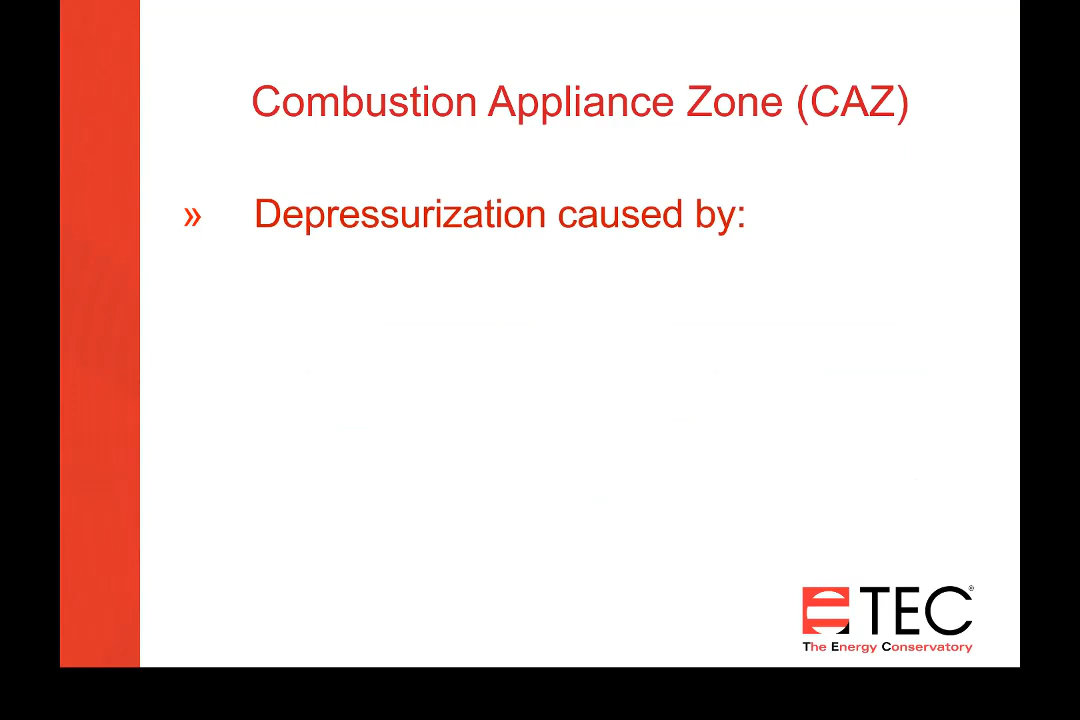 Combustion Appliance Zone (CAZ)
» Depressurization caused by:
TEC®
The Energy Conservatory